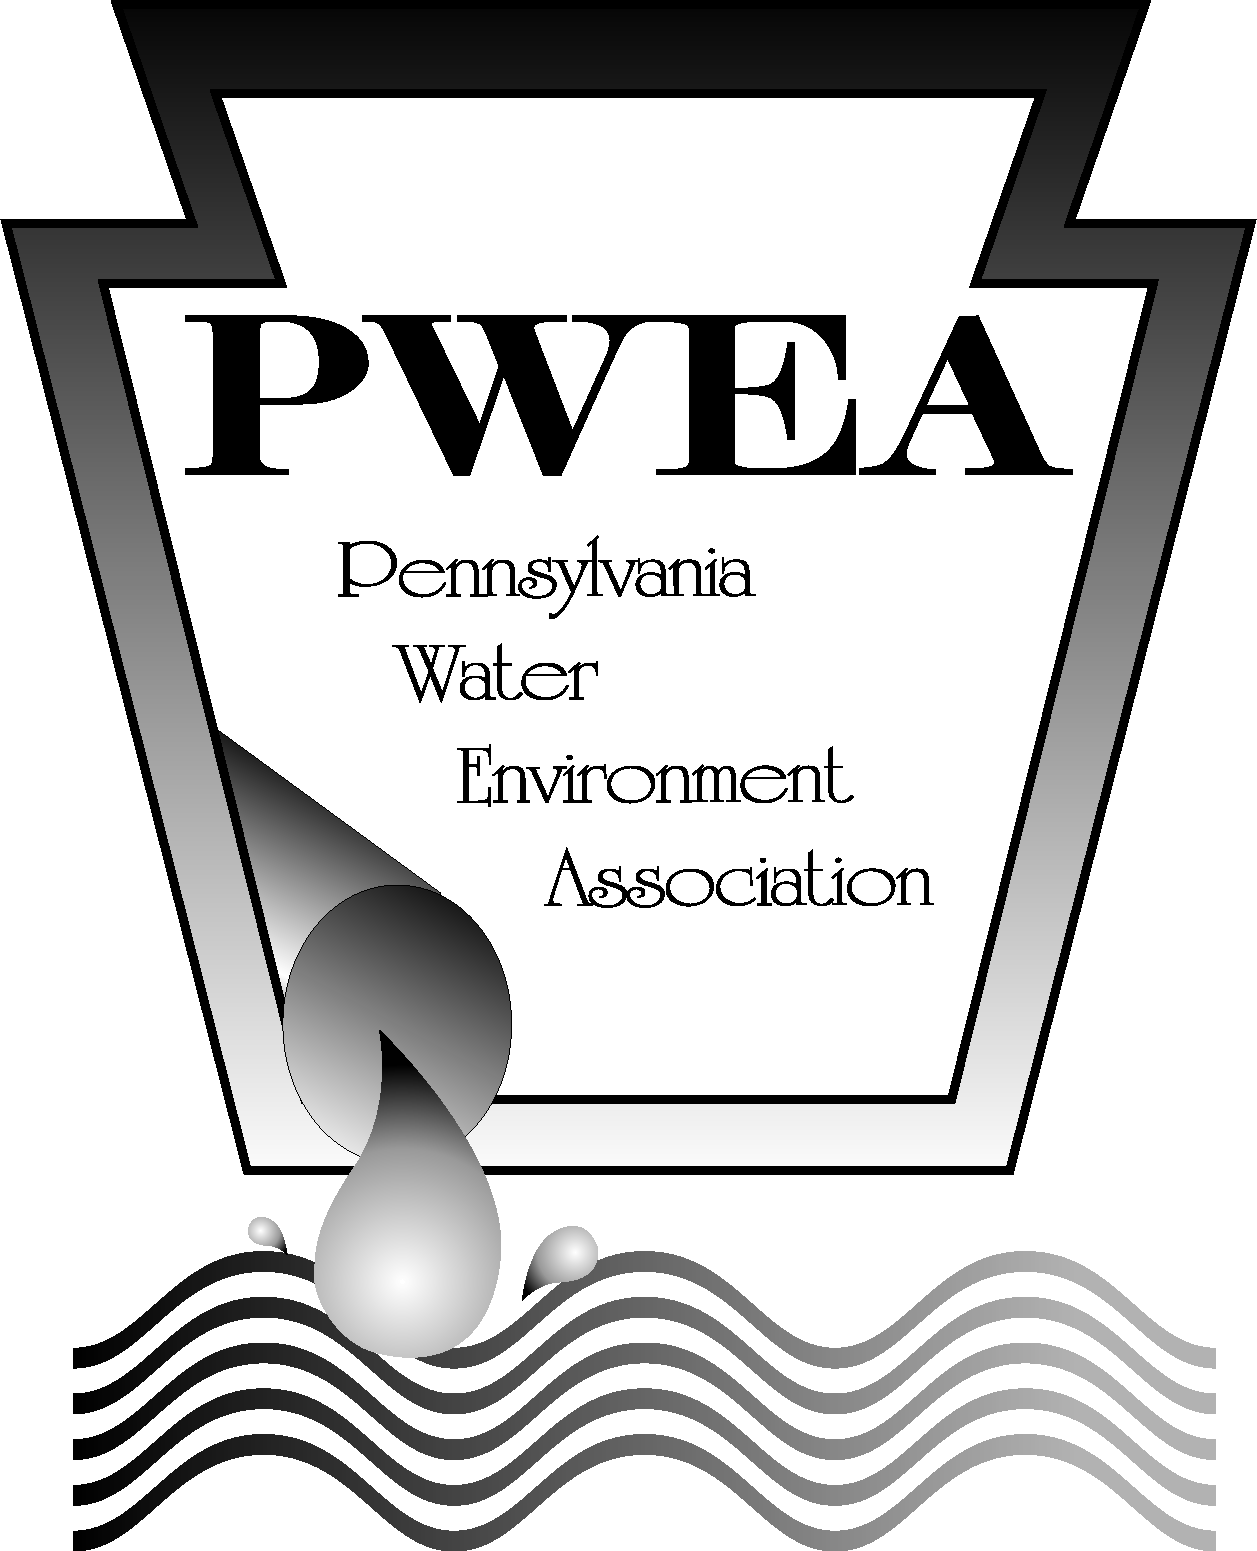 PWEA
Pennsylvania
Water
Environment
Association